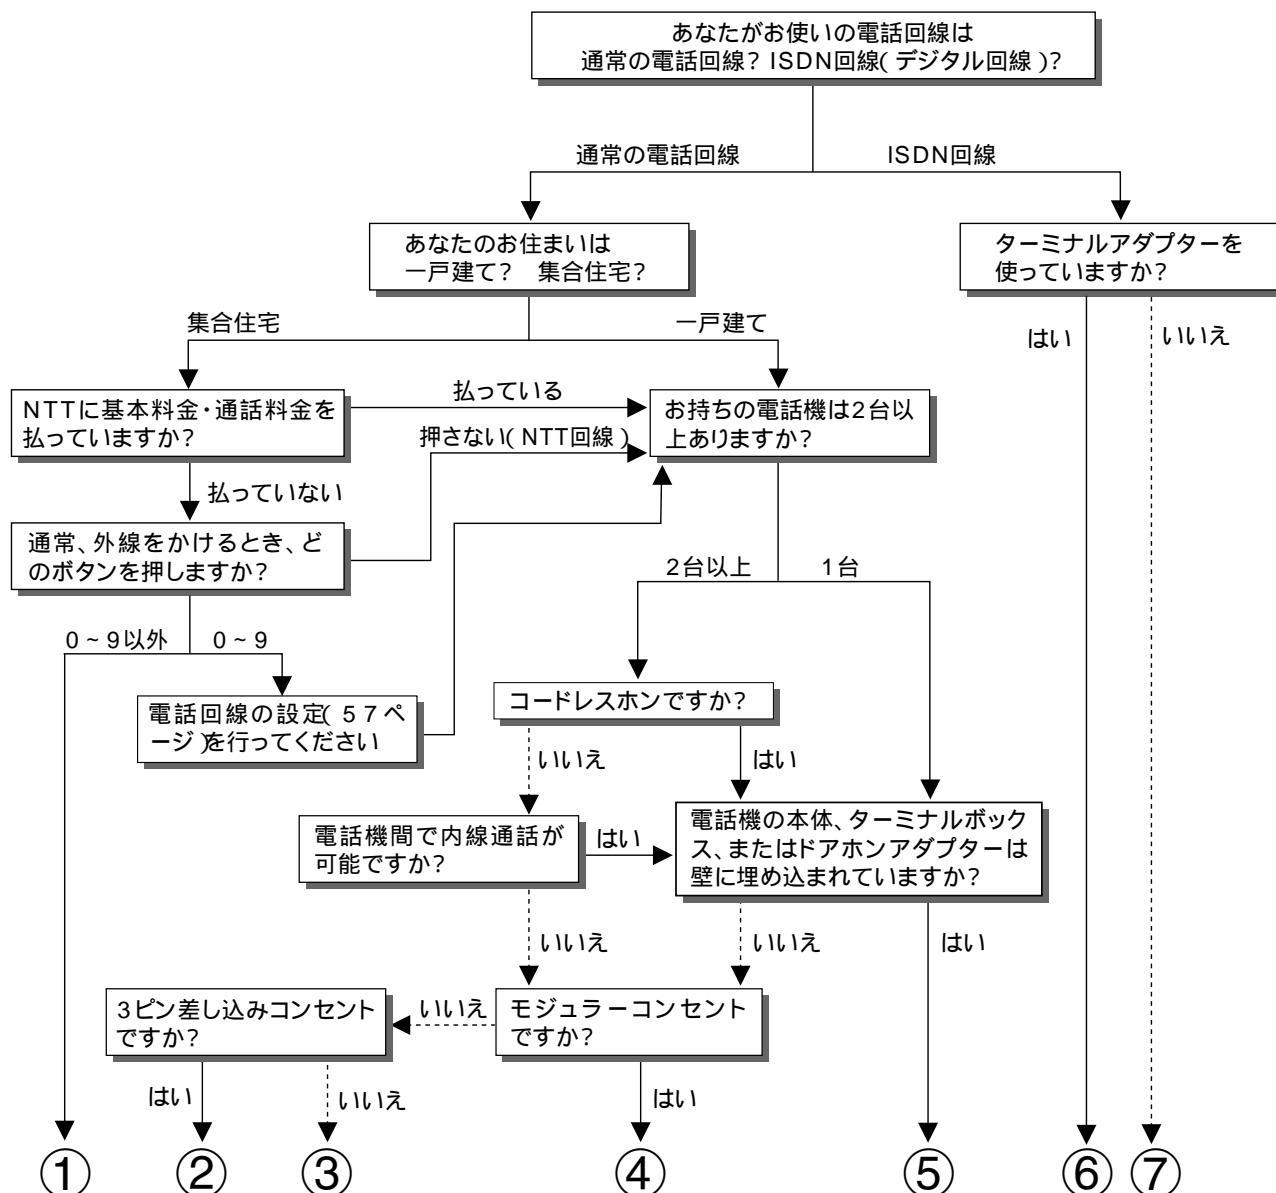 あなたがお使いの電話回線は
通常の電話回線？ISDN回線（デジタル回線）？
通常の電話回線
ISDN回線
あなたのお住まいは
一戸建て？　集合住宅？
ターミナルアダプターを
使っていますか？
集合住宅
一戸建て
はい
いいえ
NTTに基本料金・通話料金を
払っていますか？
払っている
お持ちの電話機は2台以
上ありますか？
押さない（NTT回線）
払っていない
通常、外線をかけるとき、ど
のボタンを押しますか？
2台以上
1台
0～9以外
0～9
コードレスホンですか？
電話回線の設定（57ペ
ージ）を行ってください
いいえ
はい
電話機間で内線通話が
可能ですか？
はい
電話機の本体、ターミナルボック
ス、またはドアホンアダプターは
壁に埋め込まれていますか？
いいえ
いいえ
はい
3ピン差し込みコンセント
ですか？
いいえ
モジュラーコンセント
ですか？
はい
いいえ
はい
①
②
③
④
⑤
⑥
⑦